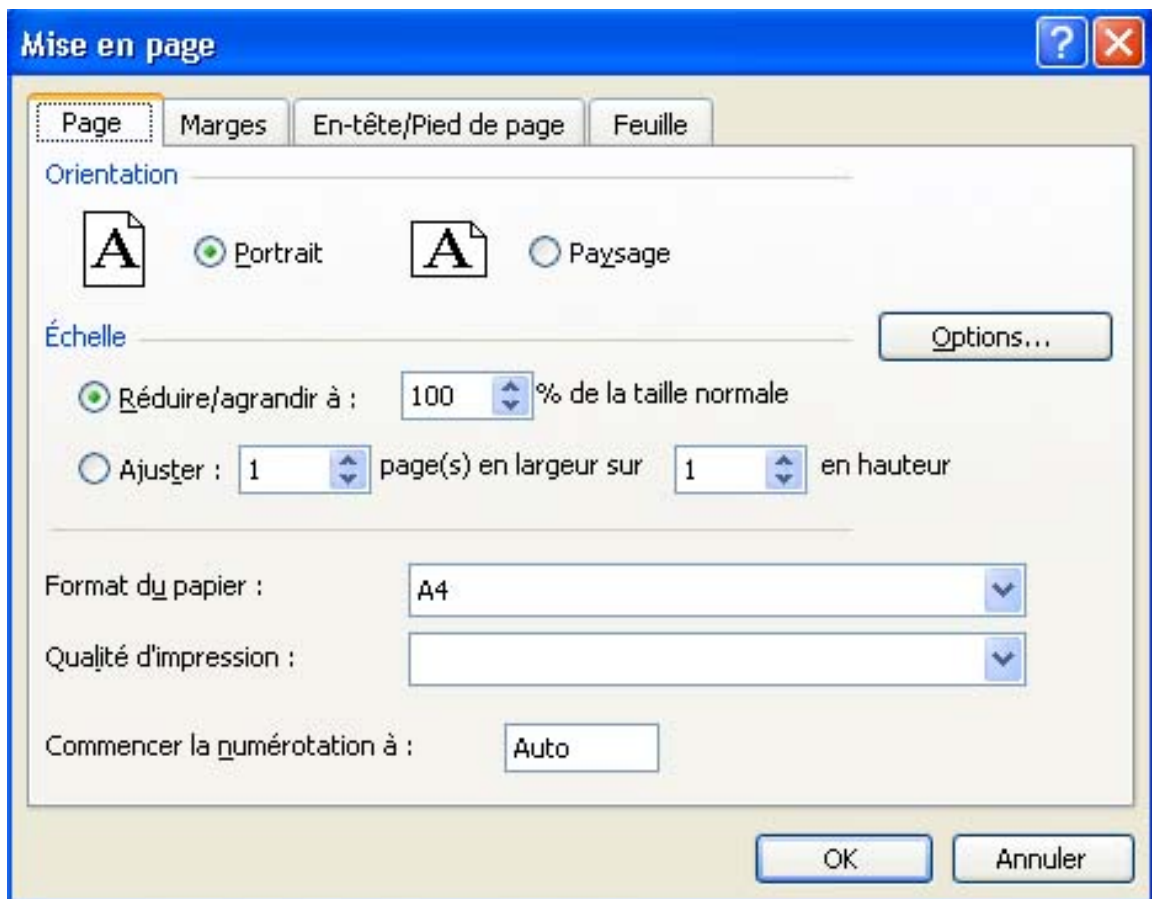 Mise en page
Page Marges En-tête/Pied de page Feuille
Orientation
A Portrait A Paysage
Échelle
Options...
Réduire/agrandir à : 100 % de la taille normale
Ajuster : 1 page(s) en largeur sur 1 en hauteur
Format du papier : A4
Qualité d'impression :
Commencer la numérotation à : Auto
OK Annuler